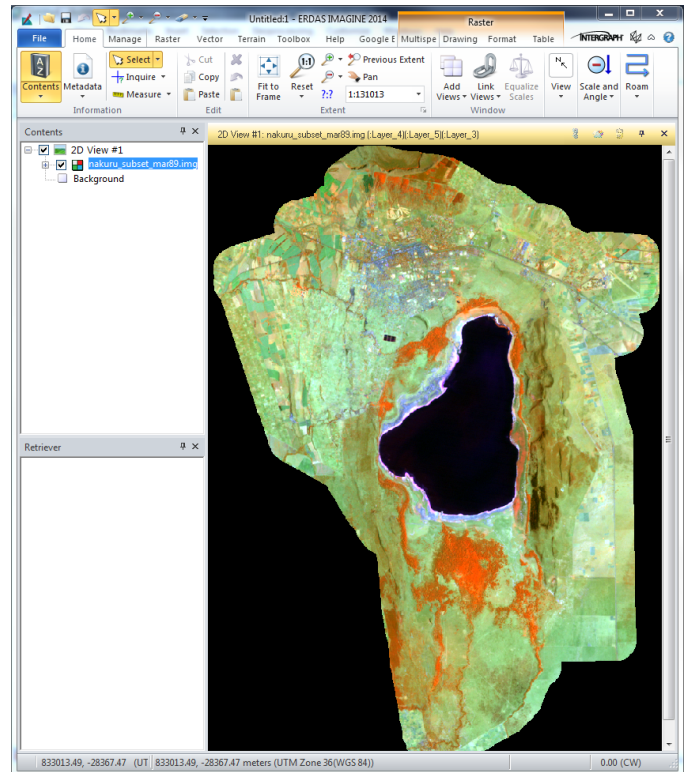 Untitled:1 - ERDAS IMAGINE 2014
Raster
File Home Manage Raster Vector Terrain Toolbox Help Google E Multispe Drawing Format Table INTERGRAPH
Contents
Metadata
Select
Inquire
Measure
Information
Cut
Copy
Paste
Edit
Fit to Frame
1:1
Reset
?:?
Previous Extent
Pan
1:131013
Extent
Add Views
Link Views
Equalize Scales
Window
N
View
Scale and Angle
Roam
Contents
2D View #1
nakuru_subset_mar89.img
Background
Retriever
2D View #1: nakuru_subset_mar89.img (:Layer_4)(:Layer_5)(:Layer_3)
833013.49, -28367.47 (UT 833013.49, -28367.47 meters (UTM Zone 36(WGS 84)) 0.00 (CW)